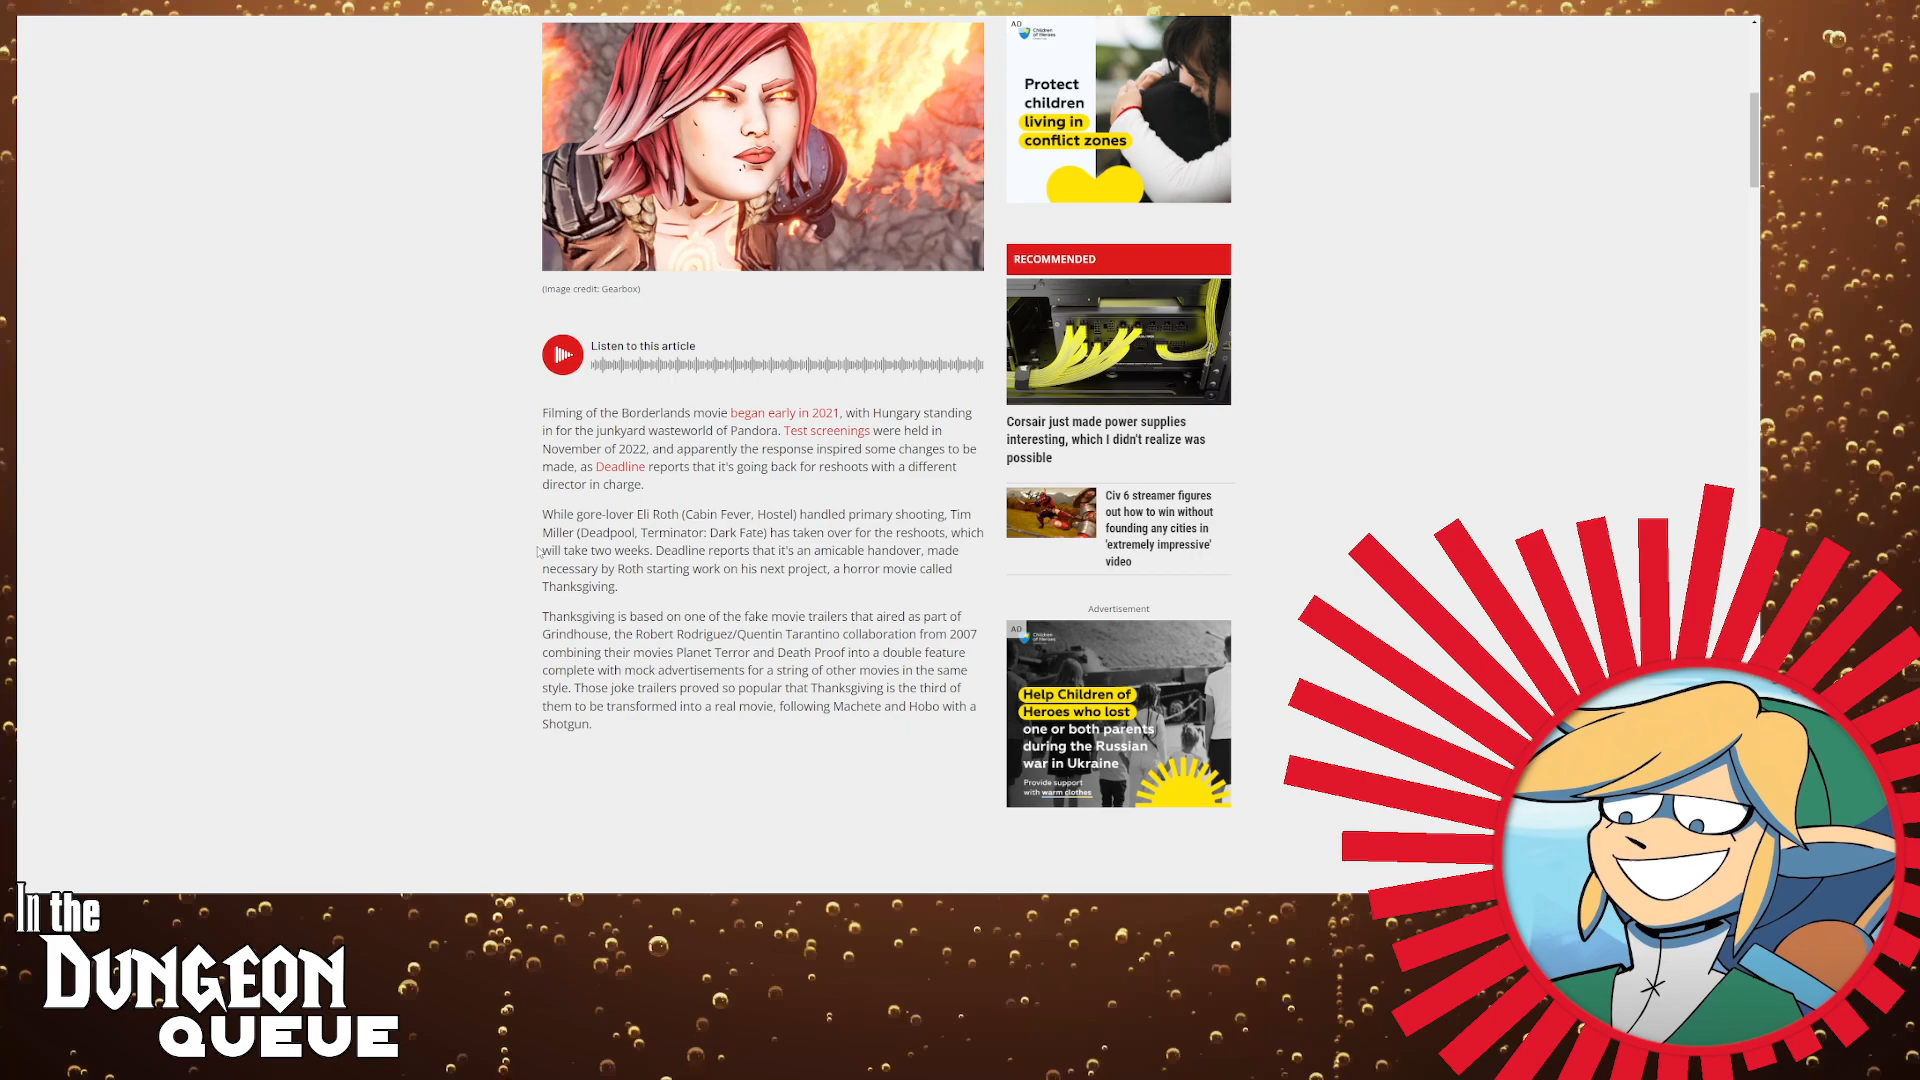 (Image credit: Gearbox)
Listen to this article
Filming of the Borderlands movie began early in 2021, with Hungary standing
in for the junkyard wasteworld of Pandora. Test screenings were held in
November of 2022, and apparently the response inspired some changes to be
made, as Deadline reports that it's going back for reshoots with a different
director in charge.
While gore-lover Eli Roth (Cabin Fever, Hostel) handled primary shooting, Tim
Miller (Deadpool, Terminator: Dark Fate) has taken over for the reshoots, which
will take two weeks. Deadline reports that it's an amicable handover, made
necessary by Roth starting work on his next project, a horror movie called
Thanksgiving.
Thanksgiving is based on one of the fake movie trailers that aired as part of
Grindhouse, the Robert Rodriguez/Quentin Tarantino collaboration from 2007
combining their movies Planet Terror and Death Proof into a double feature
complete with mock advertisements for a string of other movies in the same
style. Those joke trailers proved so popular that Thanksgiving is the third of
them to be transformed into a real movie, following Machete and Hobo with a
Shotgun.
AD
Children
of Heroes
Protect
children
living in
conflict zones
RECOMMENDED
Corsair just made power supplies
interesting, which I didn't realize was
possible
Civ 6 streamer figures
out how to win without
founding any cities in
'extremely impressive'
video
Advertisement
AD
Children
of Heroes
Help Children of
Heroes who lost
one or both parents
during the Russian
war in Ukraine
Provide support
with warm clothes
In the
DUNGEON
QUEUE